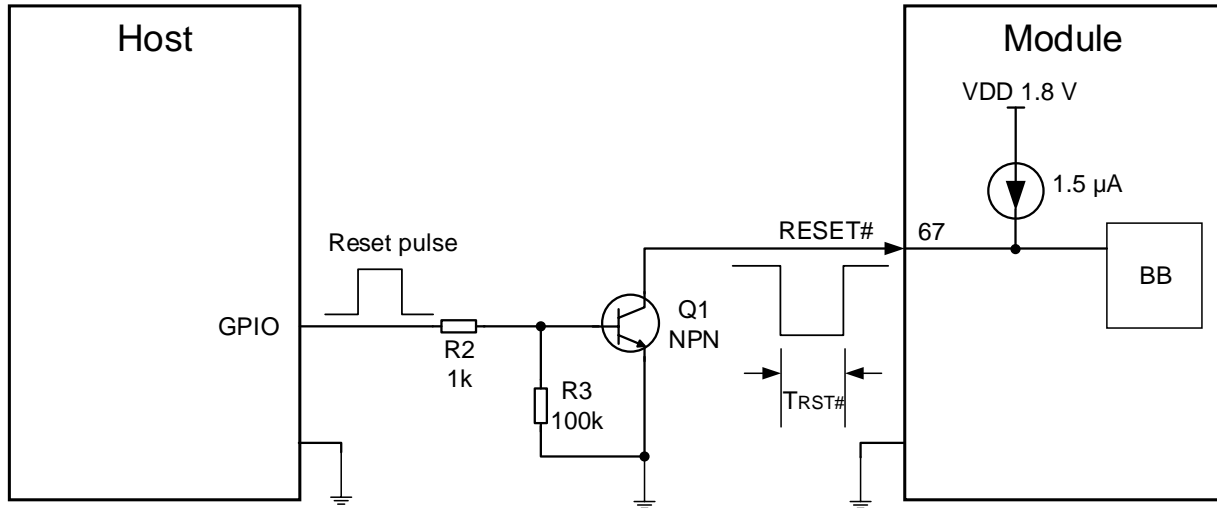 Host
Module
VDD 1.8 V
1.5 µA
Reset pulse
RESET#
67
BB
GPIO
Q1
NPN
R2
1k
R3
100k
TRST#